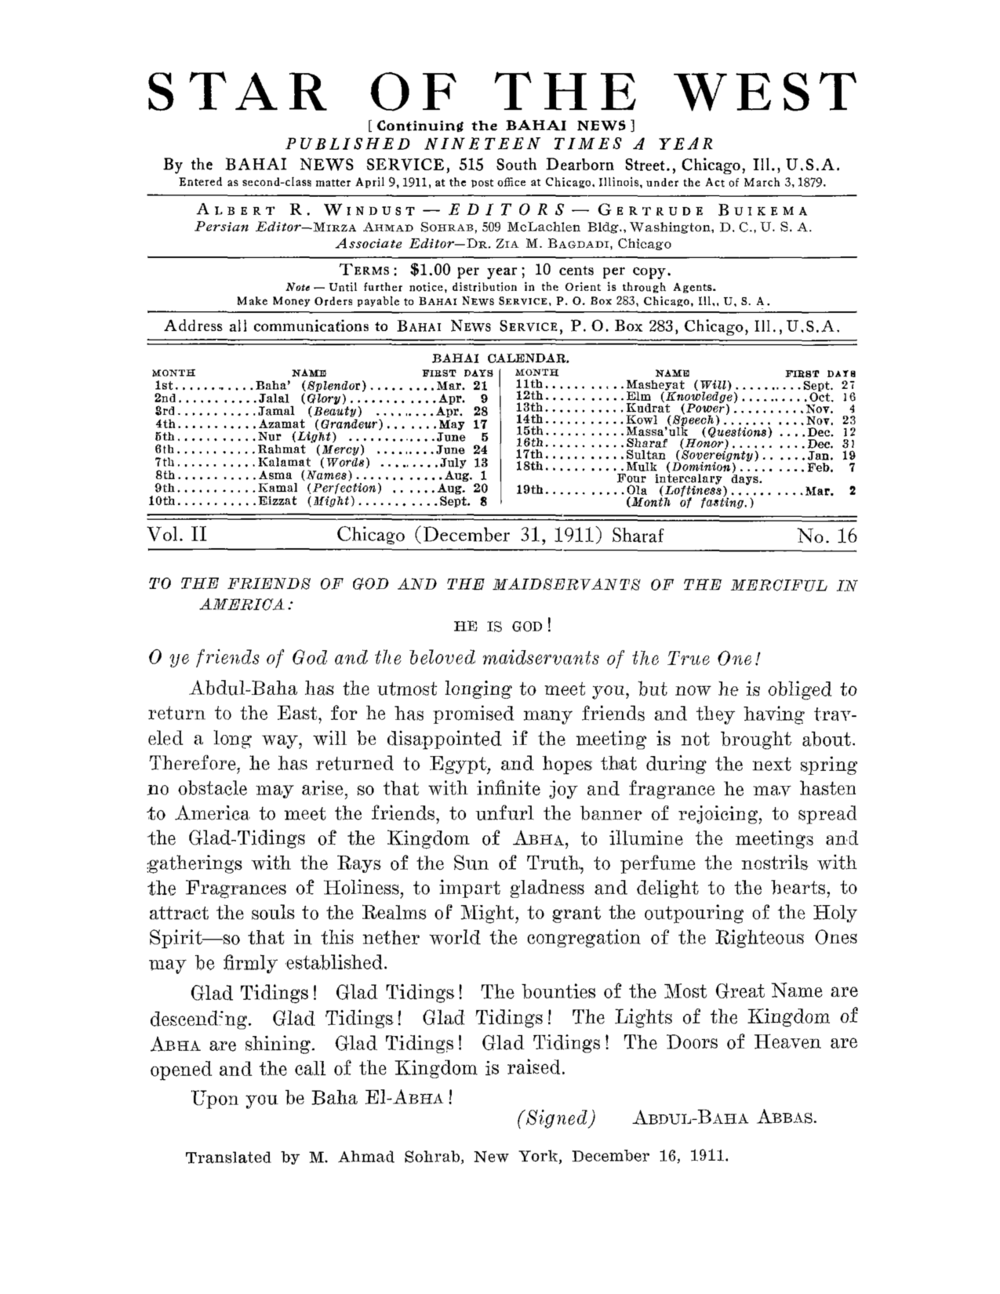 STAR OF THE WEST
[Continuing the BAHAI NEWS]
PUBLISHED NINETEEN TIMES A YEAR
By the BAHAI NEWS SERVICE, 515 South Dearborn Street., Chicago, Ill., U.S.A.
Entered as second-class matter April 9, 1911, at the post office at Chicago. Illinois, under the Act of March 3, 1879.
ALBERT R. WINDUST — EDITORS — GERTRUDE BUIKEMA
Persian Editor—MIRZA AHMAD SOHRAB, 509 McLachlen Bldg., Washington, D. C., U. S. A.
Associate Editor—DR. ZIA M. BAGDADI, Chicago
TERMS: $1.00 per year; 10 cents per copy.
Note — Until further notice, distribution in the Orient is through Agents.
Make Money Orders payable to BAHAI NEWS SERVICE, P. O. Box 283, Chicago, Ill., U. S. A.
Address all communications to BAHAI NEWS SERVICE, P. O. Box 283, Chicago, Ill., U.S.A.
BAHAI CALENDAR.
MONTH NAME FIRST DAYS
1st...........Baha' (Splendor).........Mar. 21
2nd...........Jalal (Glory)............Apr. 9
3rd...........Jamal (Beauty) .........Apr. 28
4th...........Azamat (Grandeur).......May 17
5th...........Nur (Light) ............June 5
6th...........Rahmat (Mercy) ........June 24
7th...........Kalamat (Words) ........July 13
8th...........Asma (Names)............Aug. 1
9th...........Kamal (Perfection) ......Aug. 20
10th...........Eizzat (Might)...........Sept. 8
MONTH NAME FIRST DAYS
11th...........Masheyat (Will)..........Sept. 27
12th...........Elm (Knowledge)..........Oct. 16
13th...........Kudrat (Power)..........Nov. 4
14th...........Kowl (Speech)...........Nov. 23
15th...........Massa'ulk (Questions) ....Dec. 12
16th...........Sharaf (Honor)...........Dec. 31
17th...........Sultan (Sovereignty)......Jan. 19
18th...........Mulk (Dominion).........Feb. 7
Four intercalary days.
19th...........Ola (Loftiness)..........Mar. 2
(Month of fasting.)
Vol. II Chicago (December 31, 1911) Sharaf No. 16
TO THE FRIENDS OF GOD AND THE MAIDSERVANTS OF THE MERCIFUL IN
AMERICA:
HE IS GOD!
O ye friends of God and the beloved maidservants of the True One!
Abdul-Baha has the utmost longing to meet you, but now he is obliged to
return to the East, for he has promised many friends and they having trav-
eled a long way, will be disappointed if the meeting is not brought about.
Therefore, he has returned to Egypt, and hopes that during the next spring
no obstacle may arise, so that with infinite joy and fragrance he may hasten
to America to meet the friends, to unfurl the banner of rejoicing, to spread
the Glad-Tidings of the Kingdom of ABHA, to illumine the meetings and
gatherings with the Rays of the Sun of Truth, to perfume the nostrils with
the Fragrances of Holiness, to impart gladness and delight to the hearts, to
attract the souls to the Realms of Might, to grant the outpouring of the Holy
Spirit—so that in this nether world the congregation of the Righteous Ones
may be firmly established.
Glad Tidings! Glad Tidings! The bounties of the Most Great Name are
descending. Glad Tidings! Glad Tidings! The Lights of the Kingdom of
ABHA are shining. Glad Tidings! Glad Tidings! The Doors of Heaven are
opened and the call of the Kingdom is raised.
Upon you be Baha El-ABHA!
(Signed) ABDUL-BAHA ABBAS.
Translated by M. Ahmad Sohrab, New York, December 16, 1911.